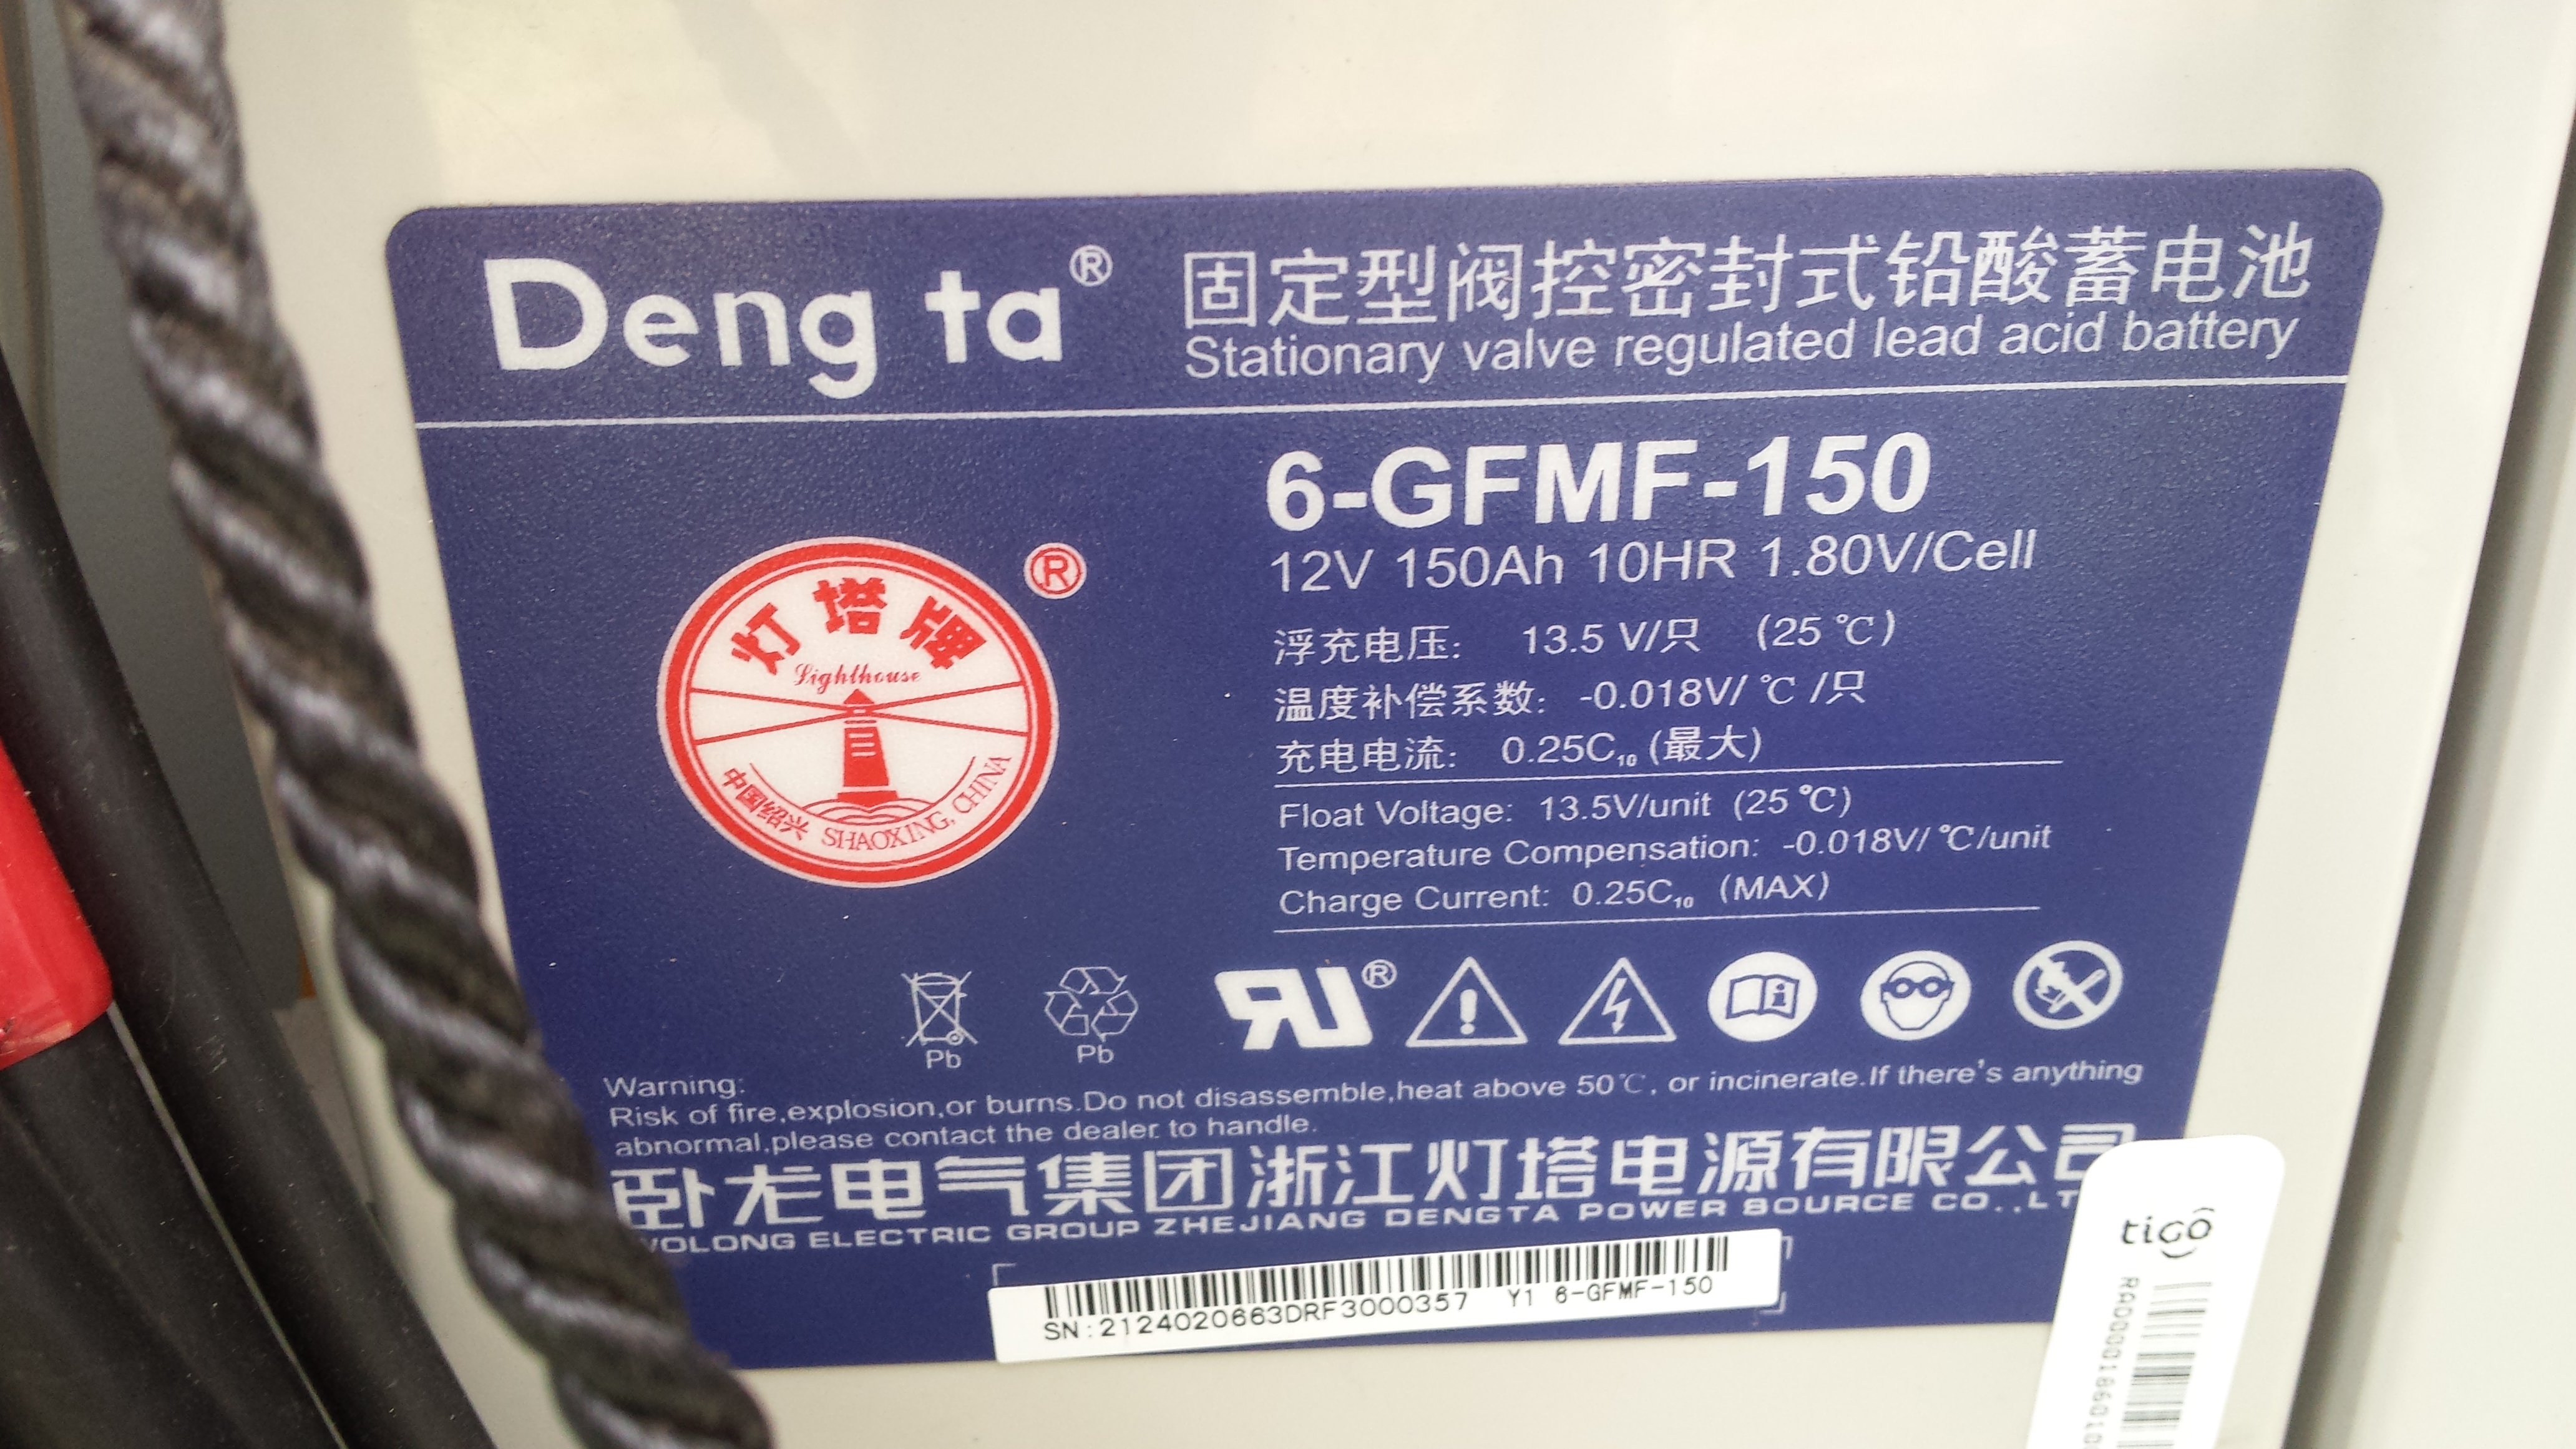 Deng ta®
固定型阀控密封式铅酸蓄电池
Stationary valve regulated lead acid battery
6-GFMF-150
12V 150Ah 10HR 1.80V/Cell
浮充电压: 13.5 V/只 (25 ℃)
温度补偿系数: -0.018V/ ℃ /只
充电电流: 0.25C₁₀ (最大)
Float Voltage: 13.5V/unit (25 ℃)
Temperature Compensation: -0.018V/ ℃/unit
Charge Current: 0.25C₁₀ (MAX)
®
灯塔牌
Lighthouse
中国绍兴 SHAOXING, CHINA
Pb
Pb
®
Warning:
Risk of fire,explosion,or burns.Do not disassemble,heat above 50℃, or incinerate.If there's anything
abnormal,please contact the dealer to handle.
卧龙电气集团浙江灯塔电源有限公司
WOLONG ELECTRIC GROUP ZHEJIANG DENGTA POWER SOURCE CO.,LT
SN:2124020663DRF3000357 Y1 6-GFMF-150
tigo